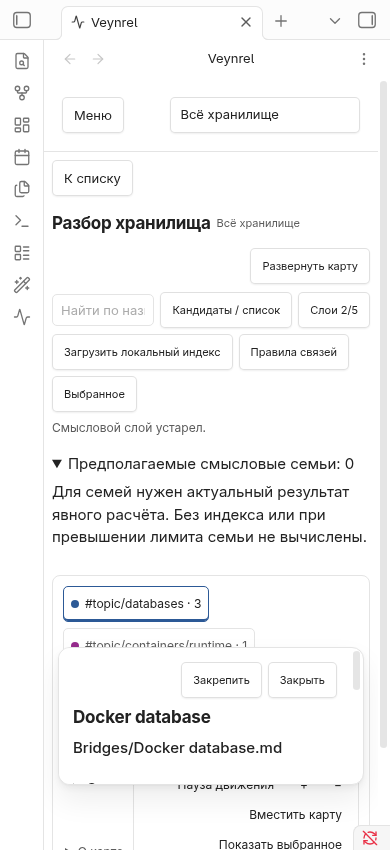 Veynrel
Veynrel
Меню
Всё хранилище
К списку
Разбор хранилища Всё хранилище
Развернуть карту
Найти по наз
Кандидаты / список
Слои 2/5
Загрузить локальный индекс
Правила связей
Выбранное
Смысловой слой устарел.
▼ Предполагаемые смысловые семьи: 0
Для семей нужен актуальный результат
явного расчёта. Без индекса или при
превышении лимита семьи не вычислены.
#topic/databases · 3
#topic/containers/runtime · 1
Закрепить
Закрыть
Docker database
Bridges/Docker database.md
Пауза движения
Вместить карту
Показать выбранное